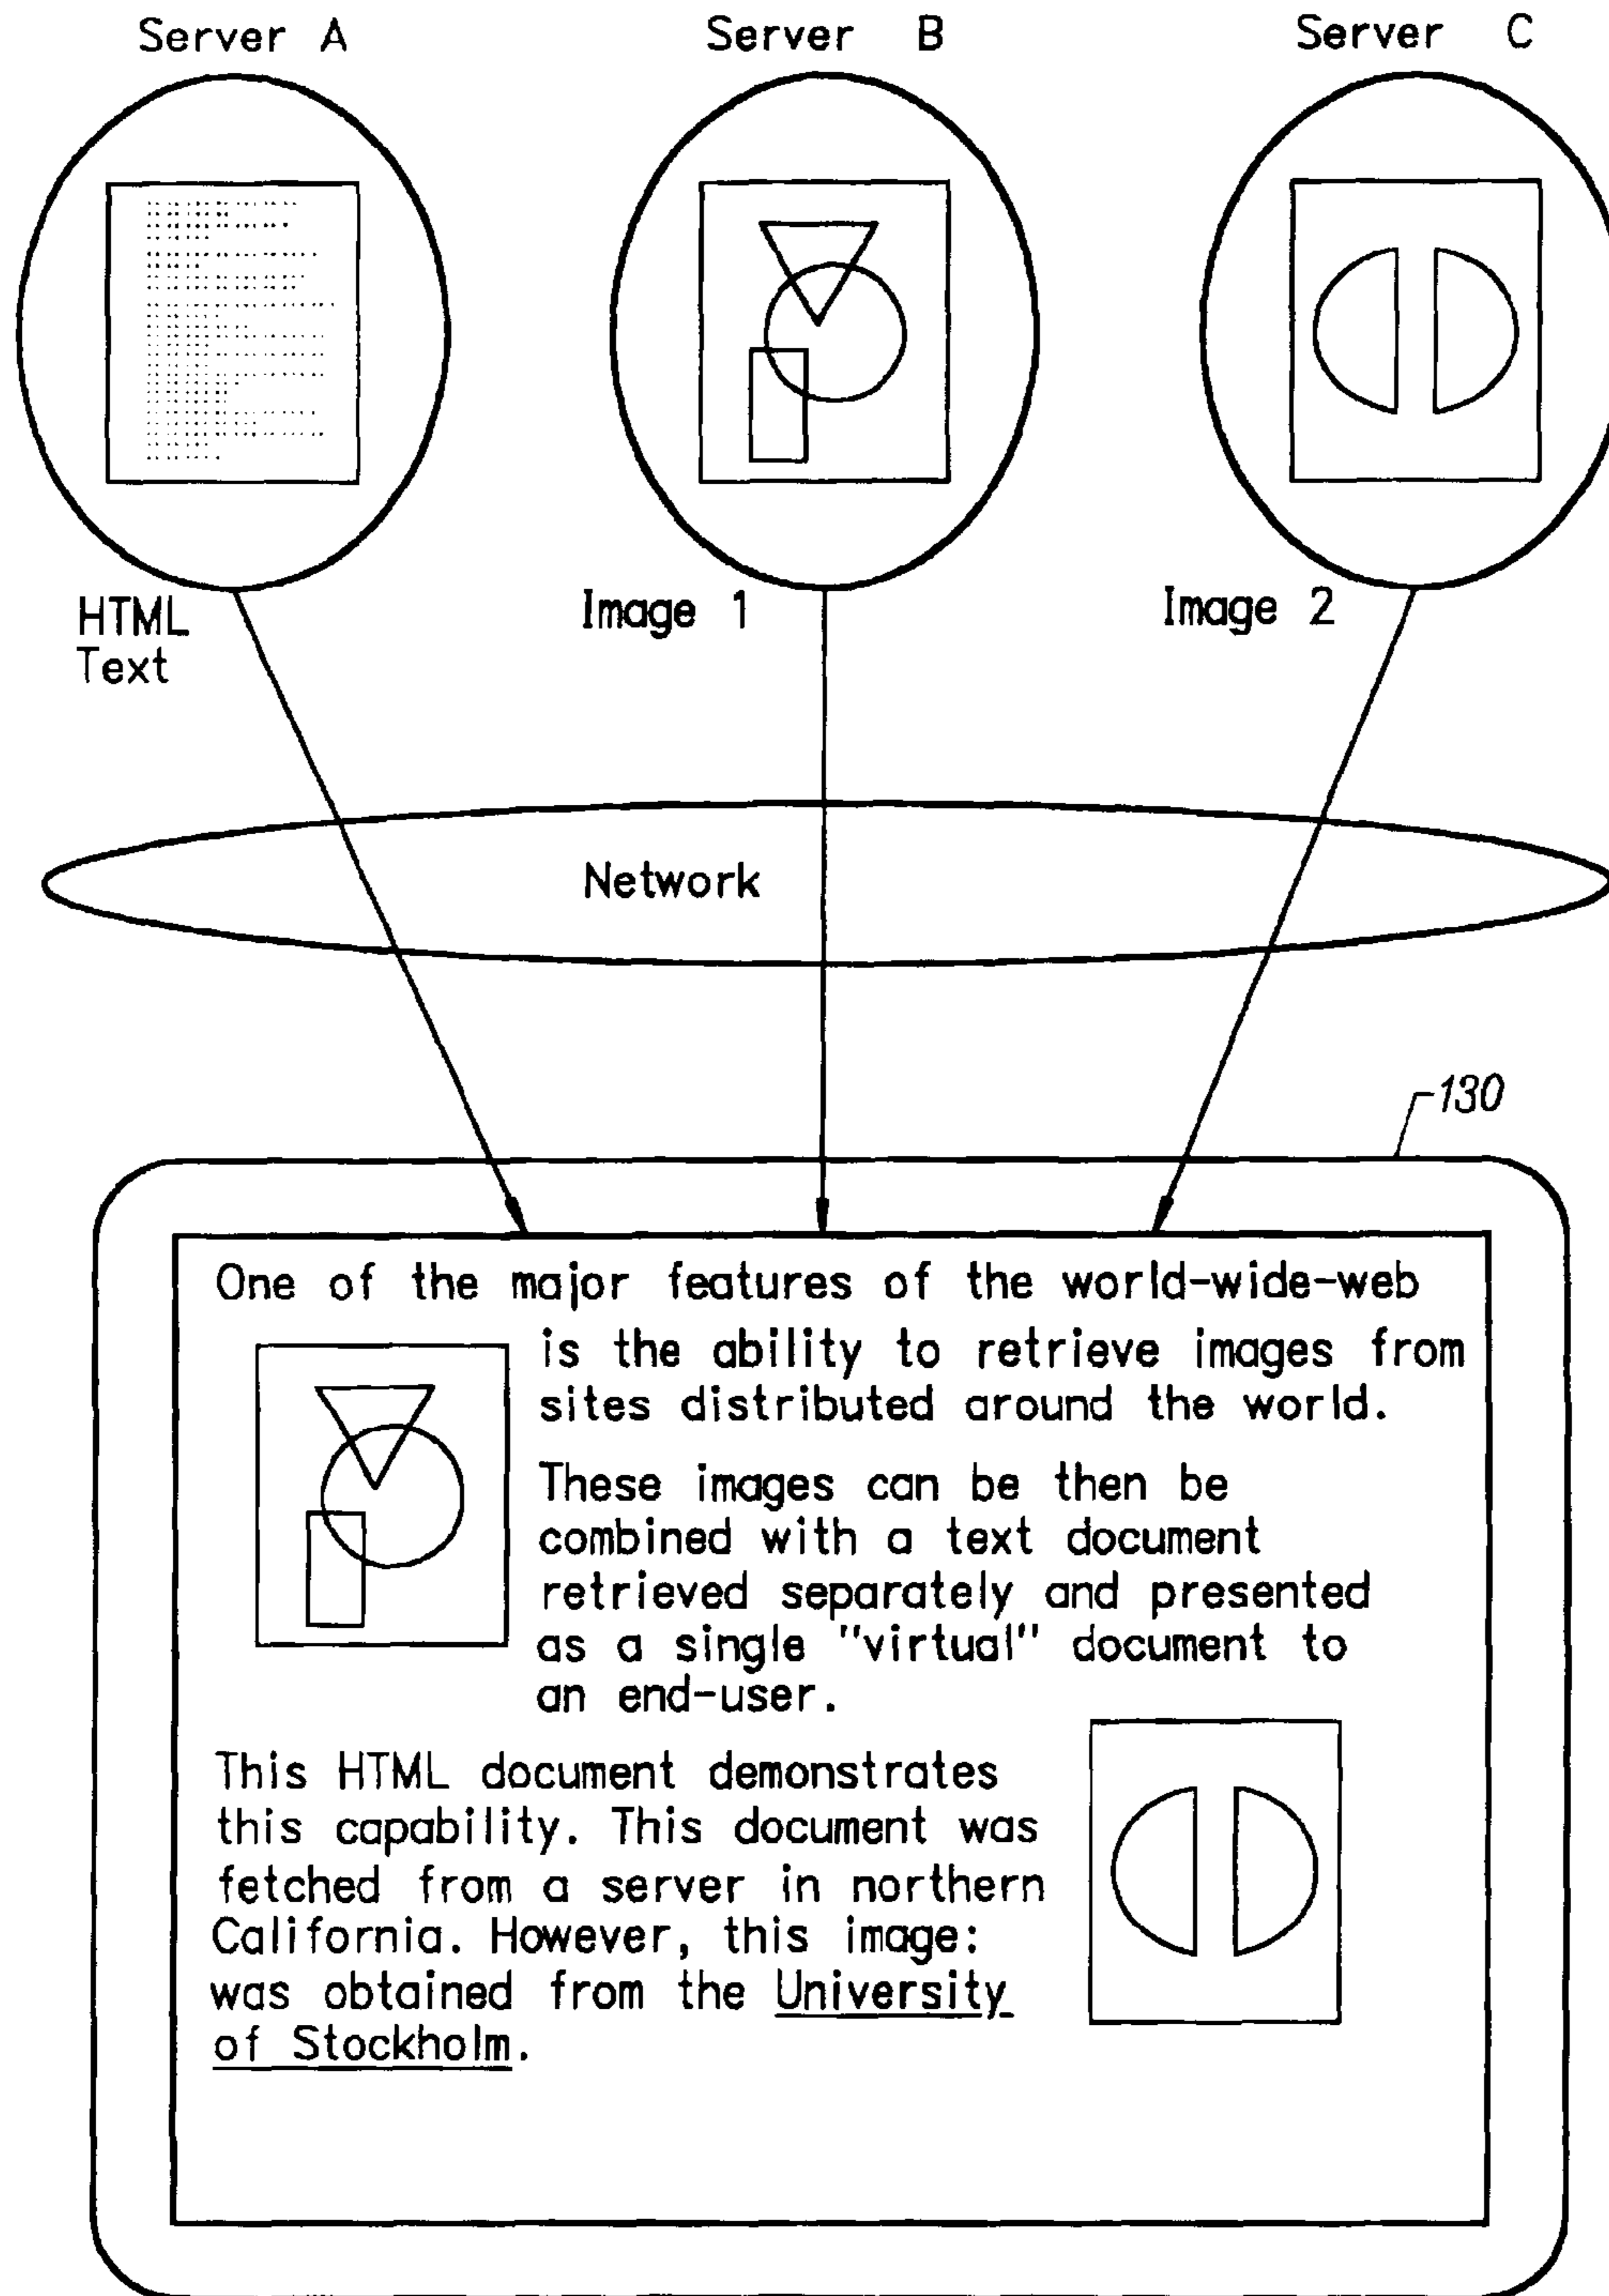 Server A
Server B
Server C
HTML
Text
Image 1
Image 2
Network
130
One of the major features of the world-wide-web
is the ability to retrieve images from
sites distributed around the world.
These images can be then be
combined with a text document
retrieved separately and presented
as a single "virtual" document to
an end-user.
This HTML document demonstrates
this capability. This document was
fetched from a server in northern
California. However, this image:
was obtained from the University
of Stockholm.